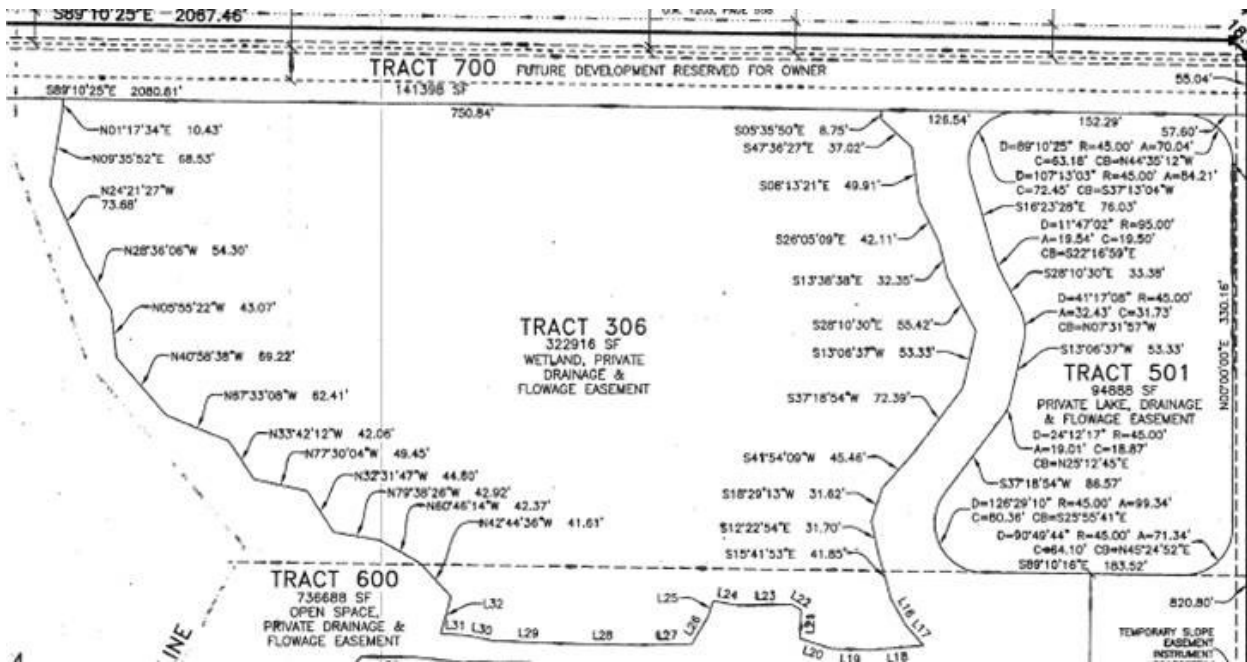 S89°10'25"E - 2067.46'
TRACT 700 FUTURE DEVELOPMENT RESERVED FOR OWNER
141398 SF
55.04'
S89°10'25"E 2080.81'
750.84'
126.54'
152.29'
57.60'
N01°17'34"E 10.43'
N09°35'52"E 68.53'
N24°21'27"W
73.68'
N28°36'06"W 54.30'
N05°55'22"W 43.07'
N40°58'38"W 69.22'
N67°33'08"W 62.41'
N33°42'12"W 42.06'
N77°30'04"W 49.45'
N32°31'47"W 44.80'
N79°38'26"W 42.92'
N60°46'14"W 42.37'
N42°44'36"W 41.61'
TRACT 306
322916 SF
WETLAND, PRIVATE
DRAINAGE &
FLOWAGE EASEMENT
S05°35'50"E 8.75'
S47°36'27"E 37.02'
S08°13'21"E 49.91'
S26°05'09"E 42.11'
S13°38'38"E 32.35'
S28°10'30"E 55.42'
S13°06'37"W 53.33'
S37°18'54"W 72.39'
S41°54'09"W 45.46'
S18°29'13"W 31.62'
S12°22'54"E 31.70'
S15°41'53"E 41.85'
D=89°10'25" R=45.00' A=70.04'
C=63.18' CB=N44°35'12"W
D=107°13'03" R=45.00' A=84.21'
C=72.45' CB=S37°13'04"W
S16°23'28"E 76.03'
D=11°47'02" R=95.00'
A=19.54' C=19.50'
CB=S22°16'59"E
S28°10'30"E 33.38'
D=41°17'08" R=45.00'
A=32.43' C=31.73'
CB=N07°31'57"W
S13°06'37"W 53.33'
TRACT 501
94888 SF
PRIVATE LAKE, DRAINAGE
& FLOWAGE EASEMENT
D=24°12'17" R=45.00'
A=19.01' C=18.87'
CB=N25°12'45"E
S37°18'54"W 86.57'
D=126°29'10" R=45.00' A=99.34'
C=80.36' CB=S25°55'41"E
D=90°49'44" R=45.00' A=71.34'
C=64.10' CB=N45°24'52"E
S89°10'16"E 183.52'
N00°00'00"E 330.16'
820.80'
TRACT 600
736688 SF
OPEN SPACE,
PRIVATE DRAINAGE &
FLOWAGE EASEMENT
LINE
L32
L31
L30
L29
L28
L27
L26
L25
L24
L23
L22
L21
L20
L19
L18
L17
L16
TEMPORARY SLOPE
EASEMENT
INSTRUMENT